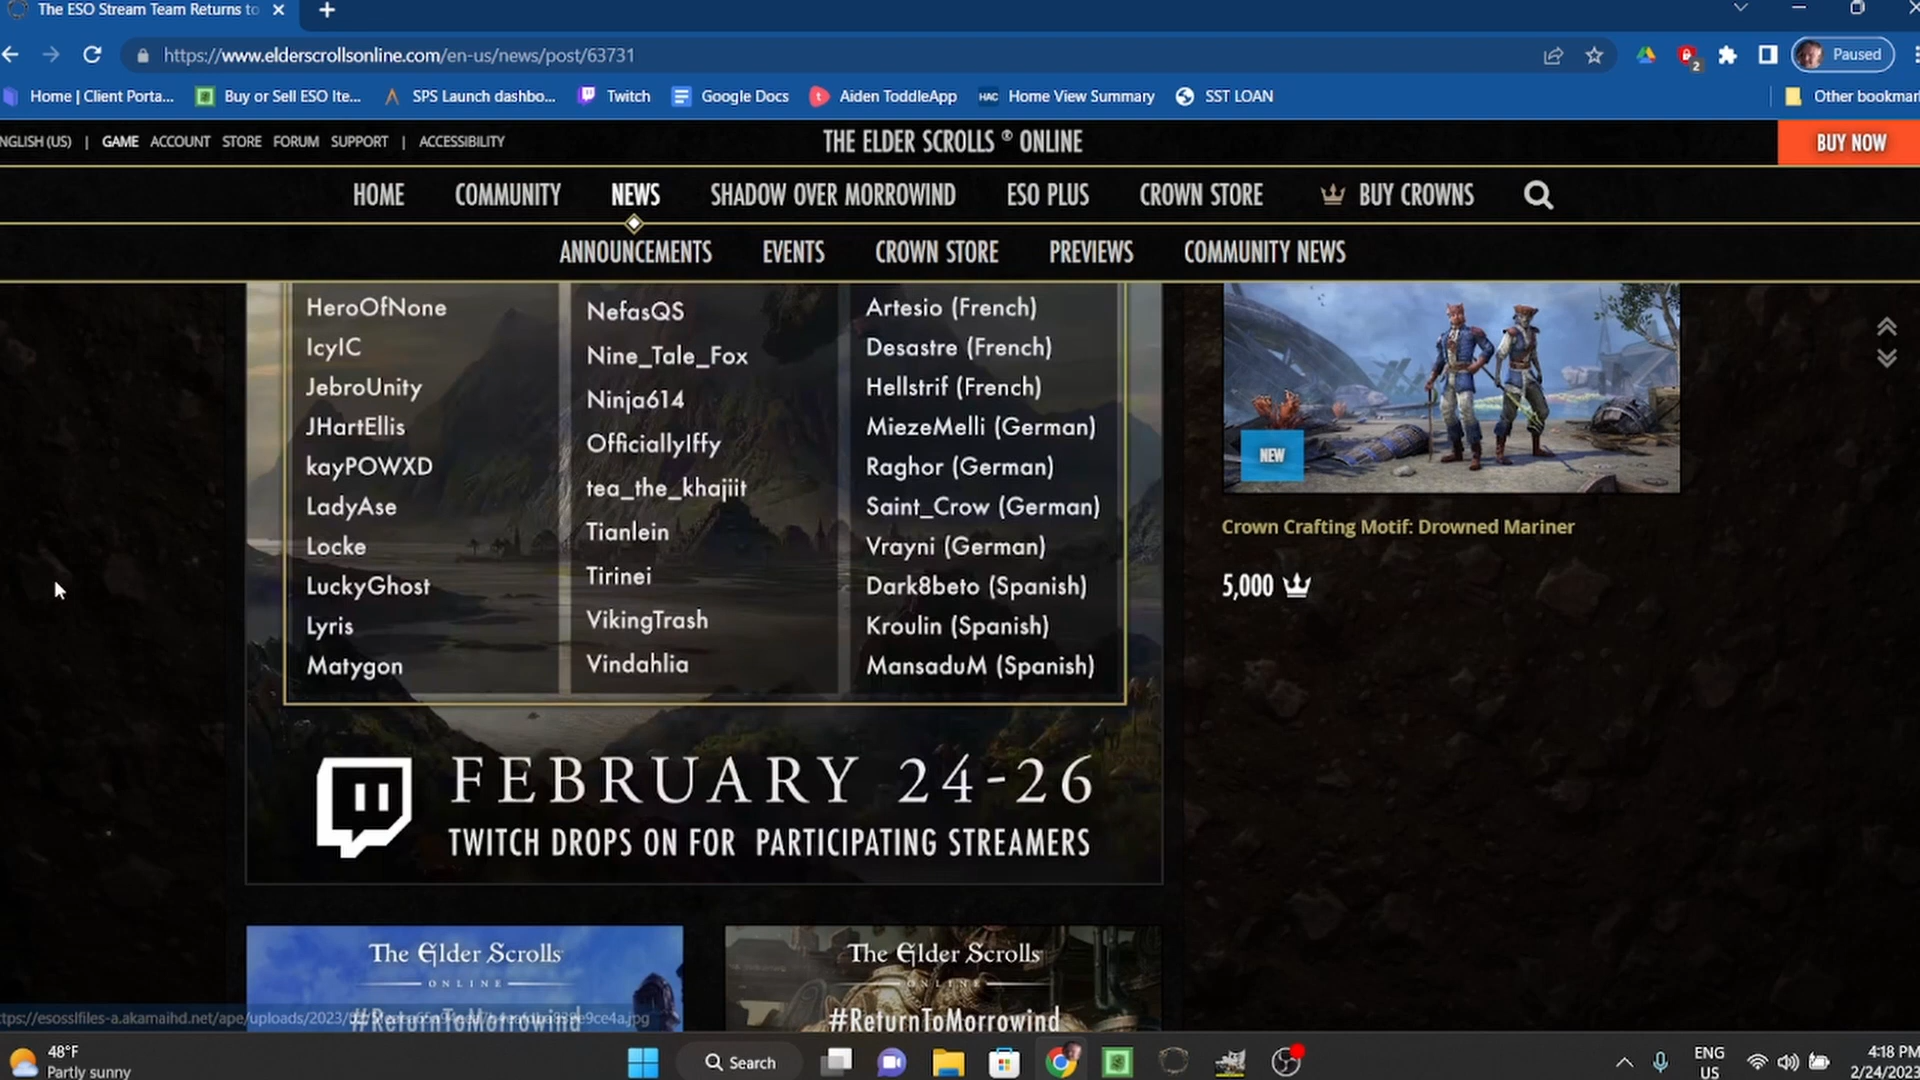 The ESO Stream Team Returns to
https://www.elderscrollsonline.com/en-us/news/post/63731
2
Paused
Home | Client Porta...
Buy or Sell ESO Ite...
SPS Launch dashbo...
Twitch
Google Docs
Aiden ToddleApp
HAC
Home View Summary
SST LOAN
Other bookmar
NGLISH (US) | GAME ACCOUNT STORE FORUM SUPPORT | ACCESSIBILITY
THE ELDER SCROLLS ® ONLINE
BUY NOW
HOME COMMUNITY NEWS SHADOW OVER MORROWIND ESO PLUS CROWN STORE BUY CROWNS
ANNOUNCEMENTS EVENTS CROWN STORE PREVIEWS COMMUNITY NEWS
HeroOfNone
IcyIC
JebroUnity
JHartEllis
kayPOWXD
LadyAse
Locke
LuckyGhost
Lyris
Matygon
NefasQS
Nine_Tale_Fox
Ninja614
OfficiallyIffy
tea_the_khajiit
Tianlein
Tirinei
VikingTrash
Vindahlia
Artesio (French)
Desastre (French)
Hellstrif (French)
MiezeMelli (German)
Raghor (German)
Saint_Crow (German)
Vrayni (German)
Dark8beto (Spanish)
Kroulin (Spanish)
MansaduM (Spanish)
NEW
Crown Crafting Motif: Drowned Mariner
5,000
FEBRUARY 24-26
TWITCH DROPS ON FOR PARTICIPATING STREAMERS
The Elder Scrolls
ONLINE
#ReturnToMorrowind
The Elder Scrolls
ONLINE
#ReturnToMorrowind
48°F
Partly sunny
Search
ENG
US
4:18 PM
2/24/2023